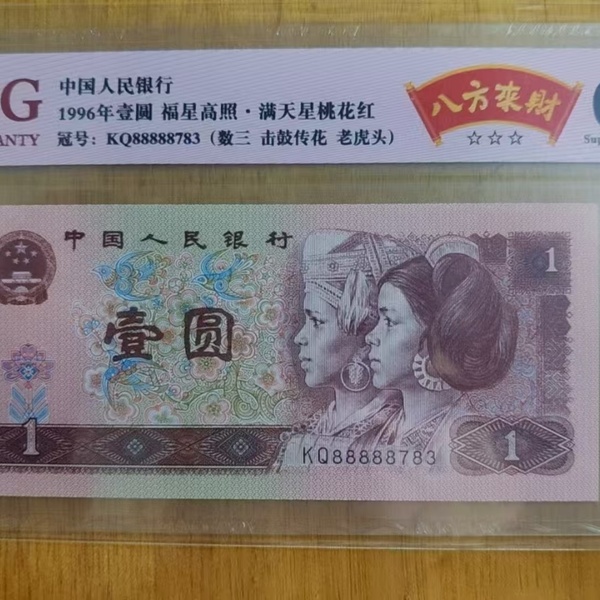 G
ANTY
中国人民银行
1996年壹圆 福星高照·满天星桃花红
冠号：KQ88888783（数三 击鼓传花 老虎头）
八方来财
☆☆☆
Sup
中国人民银行
1
壹圆
1
KQ88888783
1